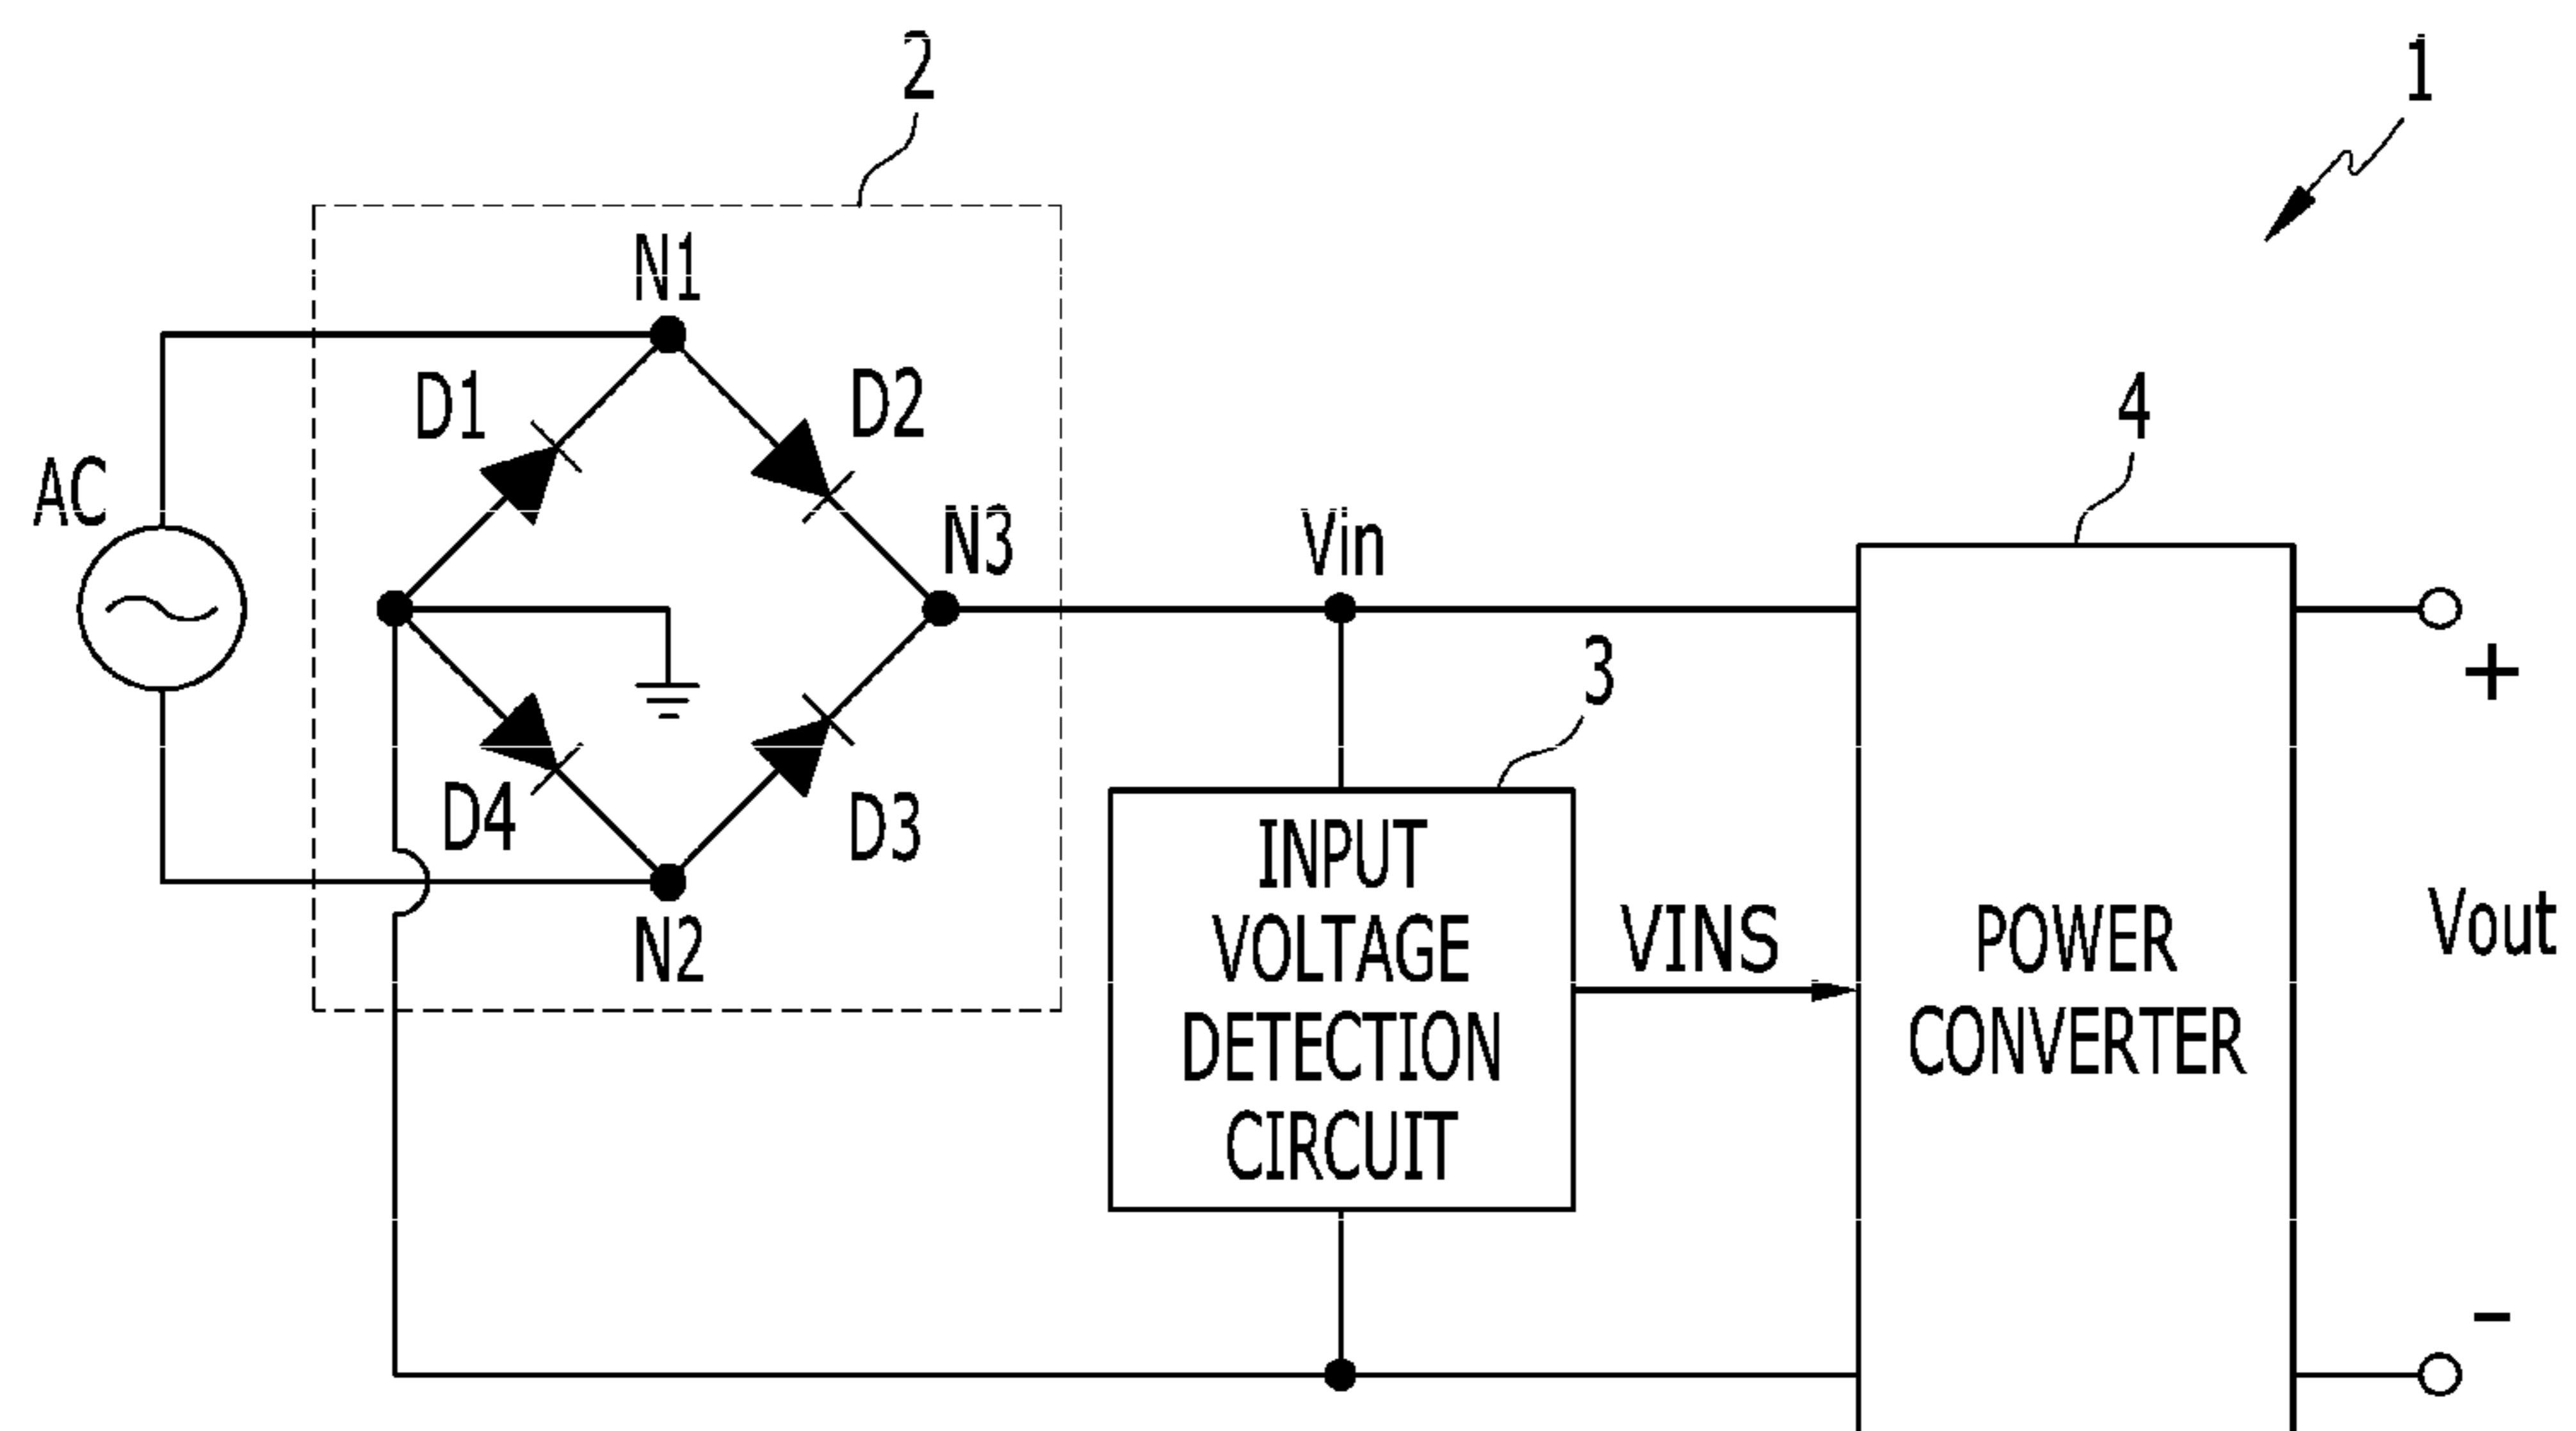 2
1
N1
D1
D2
4
AC
N3
Vin
3
+
D4
D3
INPUT
VOLTAGE
DETECTION
CIRCUIT
VINS
POWER
CONVERTER
Vout
N2
-